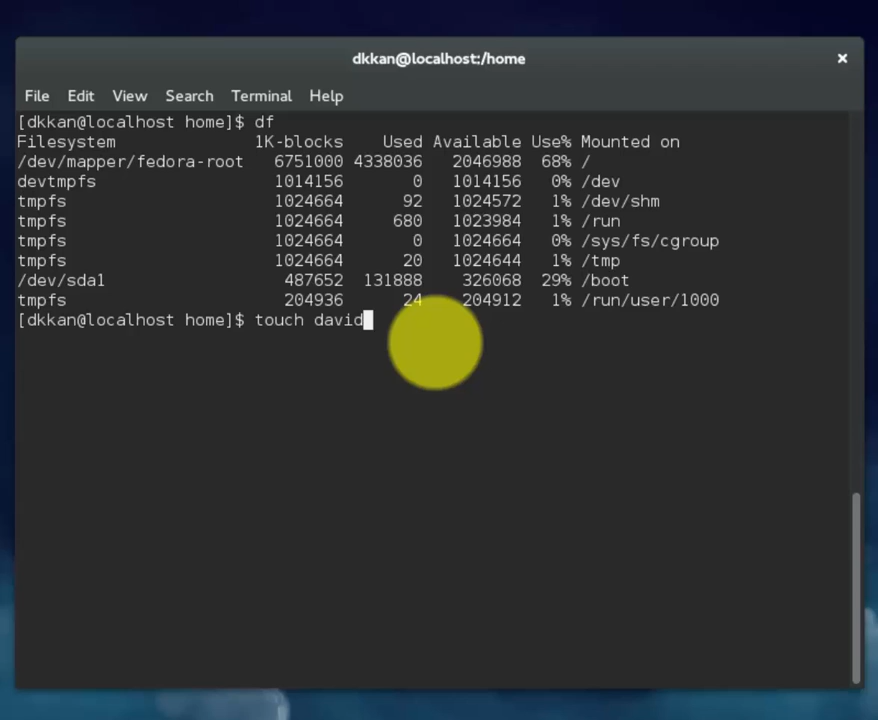 dkkan@localhost:/home
×
File Edit View Search Terminal Help
[dkkan@localhost home]$ df
Filesystem 1K-blocks Used Available Use% Mounted on
/dev/mapper/fedora-root 6751000 4338036 2046988 68% /
devtmpfs 1014156 0 1014156 0% /dev
tmpfs 1024664 92 1024572 1% /dev/shm
tmpfs 1024664 680 1023984 1% /run
tmpfs 1024664 0 1024664 0% /sys/fs/cgroup
tmpfs 1024664 20 1024644 1% /tmp
/dev/sda1 487652 131888 326068 29% /boot
tmpfs 204936 24 204912 1% /run/user/1000
[dkkan@localhost home]$ touch david